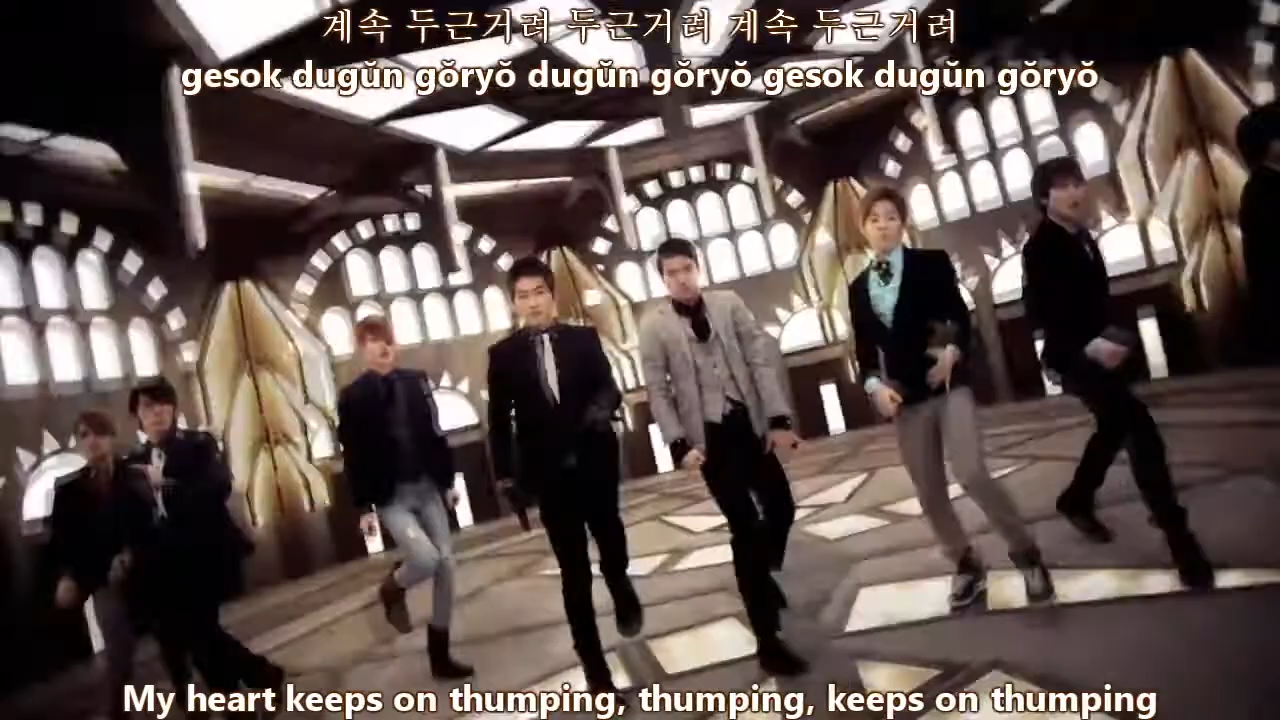 계속 두근거려 두근거려 계속 두근거려
gesok dugŭn gŏryŏ dugŭn gŏryŏ gesok dugŭn gŏryŏ
My heart keeps on thumping, thumping, keeps on thumping